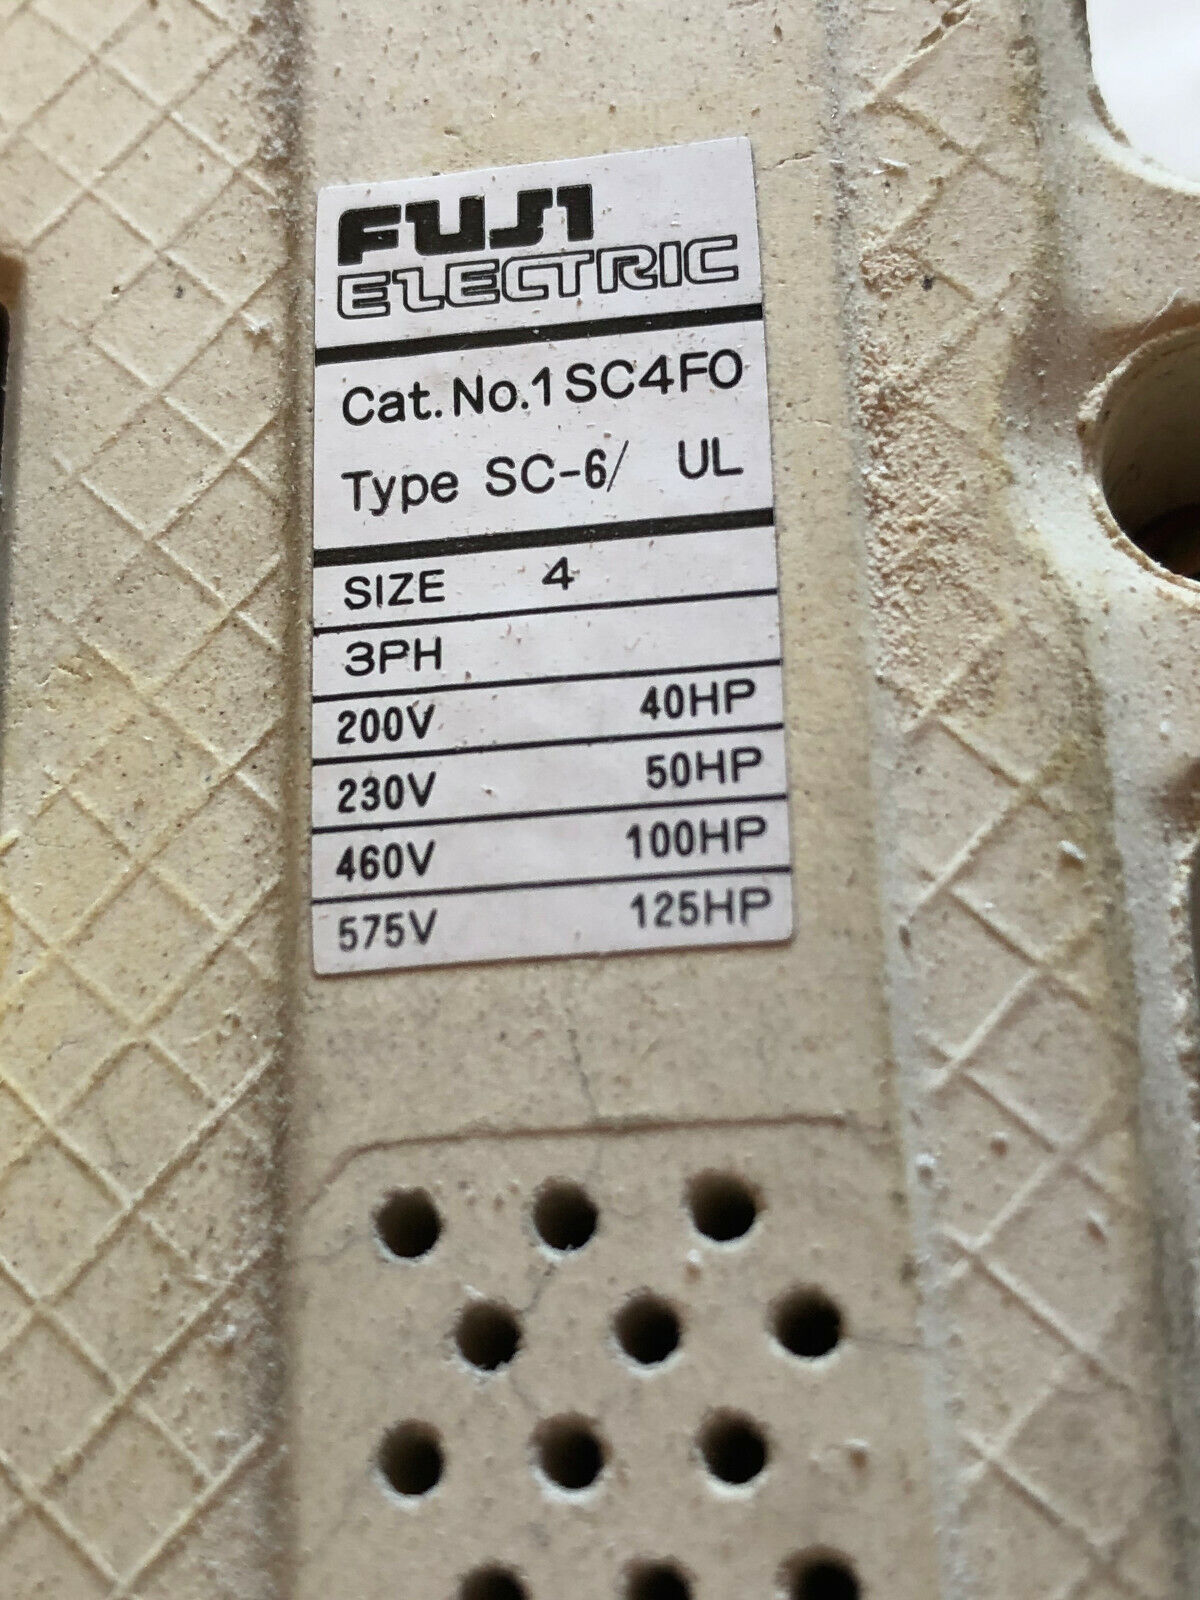 FUJI
ELECTRIC
Cat. No. 1SC4FO
Type SC-6/ UL
SIZE 4
3PH
200V 40HP
230V 50HP
460V 100HP
575V 125HP